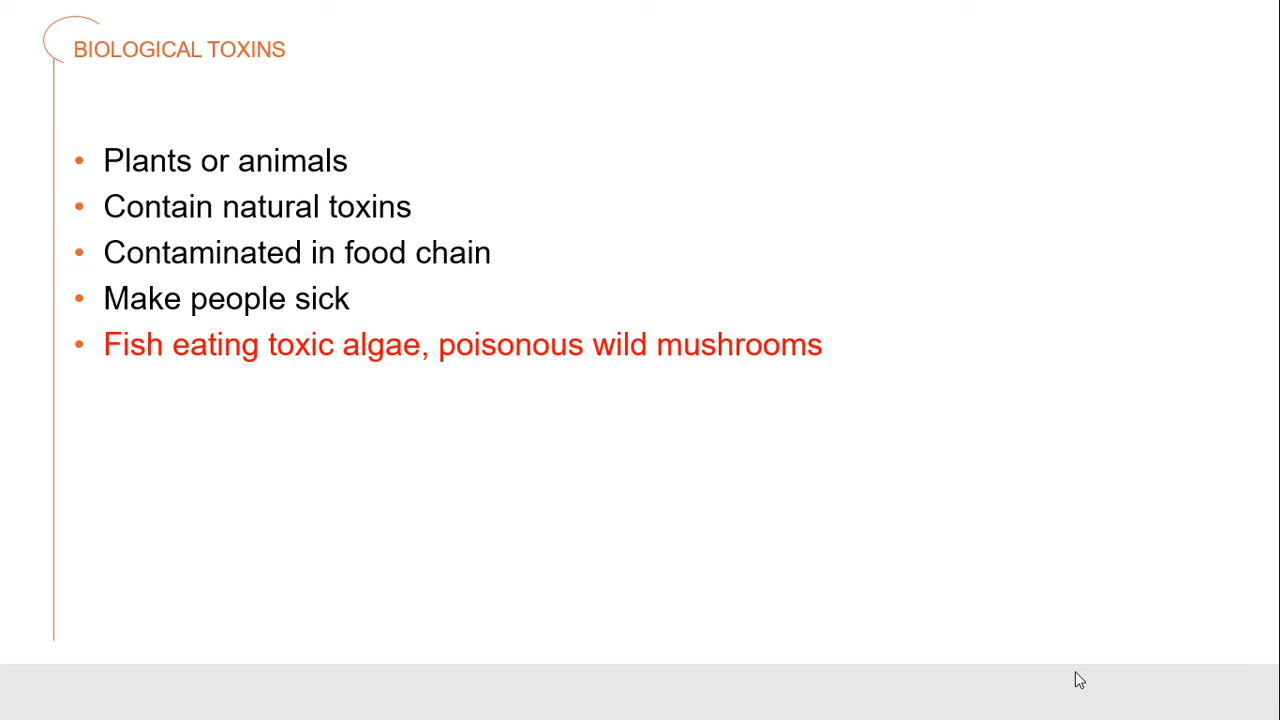 BIOLOGICAL TOXINS
• Plants or animals
• Contain natural toxins
• Contaminated in food chain
• Make people sick
• Fish eating toxic algae, poisonous wild mushrooms